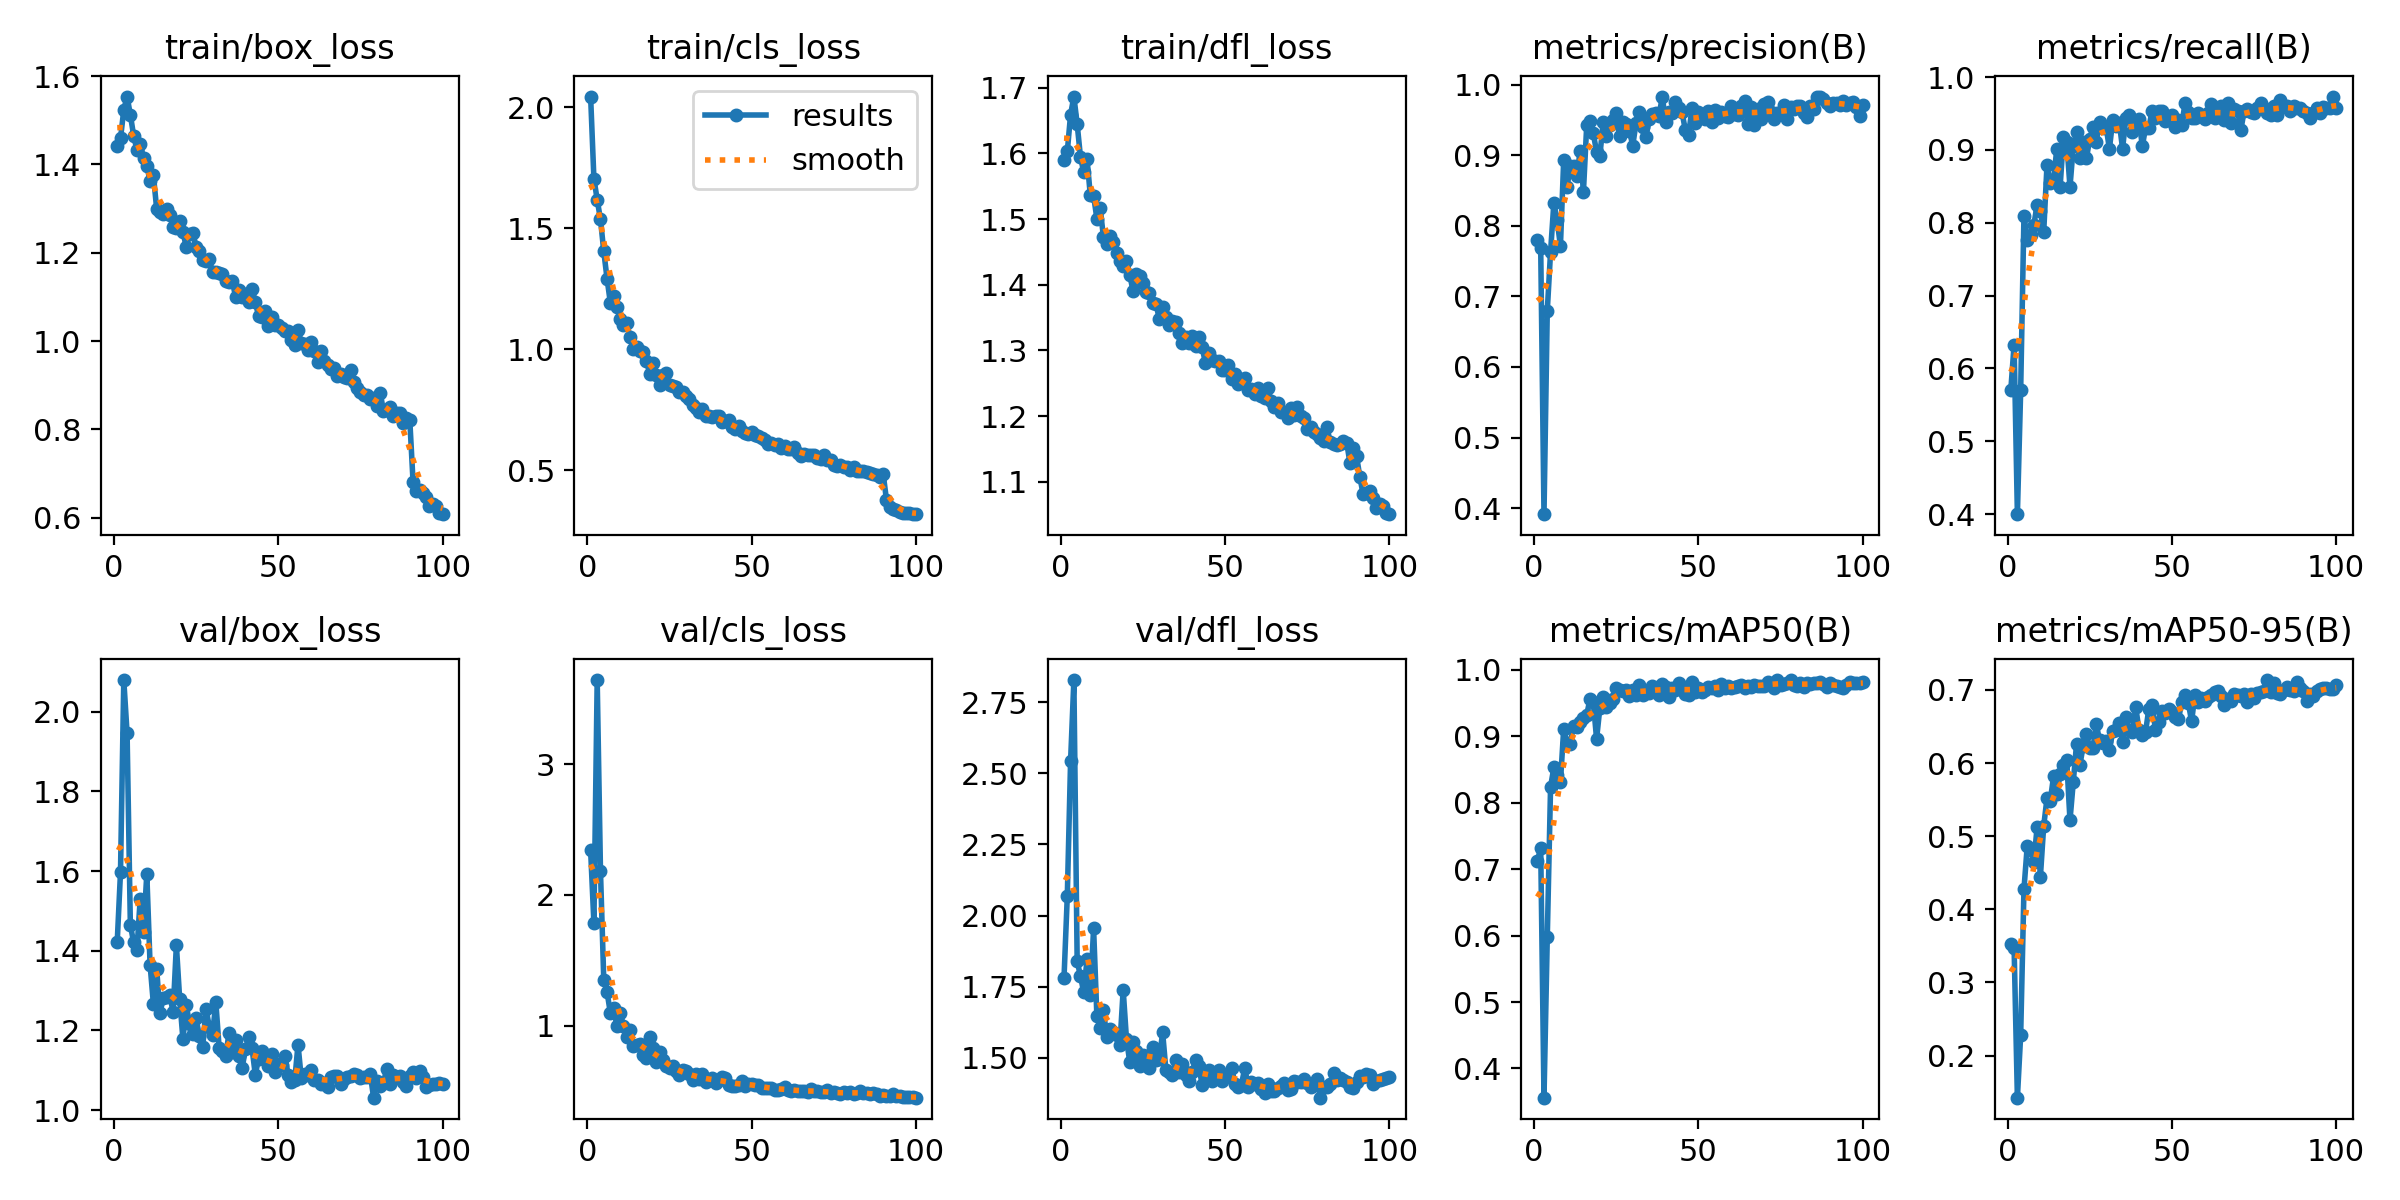 train/box_loss
1.6
1.4
1.2
1.0
0.8
0.6
0 50 100
train/cls_loss
results
smooth
2.0
1.5
1.0
0.5
0 50 100
train/dfl_loss
1.7
1.6
1.5
1.4
1.3
1.2
1.1
0 50 100
metrics/precision(B)
1.0
0.9
0.8
0.7
0.6
0.5
0.4
0 50 100
metrics/recall(B)
1.0
0.9
0.8
0.7
0.6
0.5
0.4
0 50 100
val/box_loss
2.0
1.8
1.6
1.4
1.2
1.0
0 50 100
val/cls_loss
3
2
1
0 50 100
val/dfl_loss
2.75
2.50
2.25
2.00
1.75
1.50
0 50 100
metrics/mAP50(B)
1.0
0.9
0.8
0.7
0.6
0.5
0.4
0 50 100
metrics/mAP50-95(B)
0.7
0.6
0.5
0.4
0.3
0.2
0 50 100